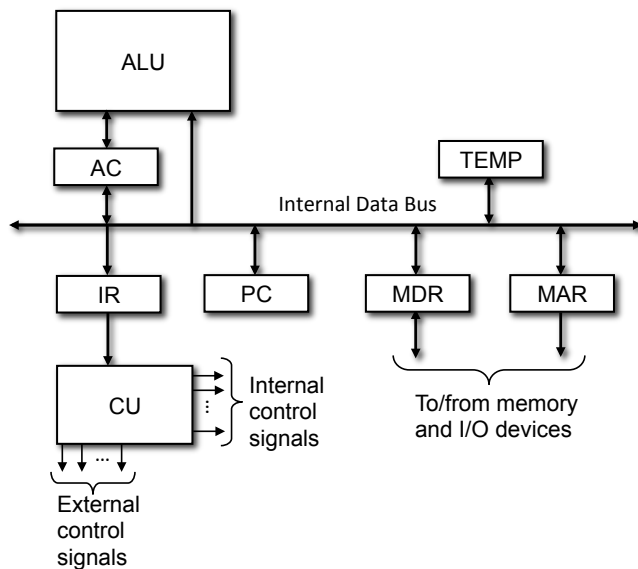 ALU
AC
TEMP
Internal Data Bus
IR
PC
MDR
MAR
CU
...
Internal
control
signals
To/from memory
and I/O devices
...
External
control
signals